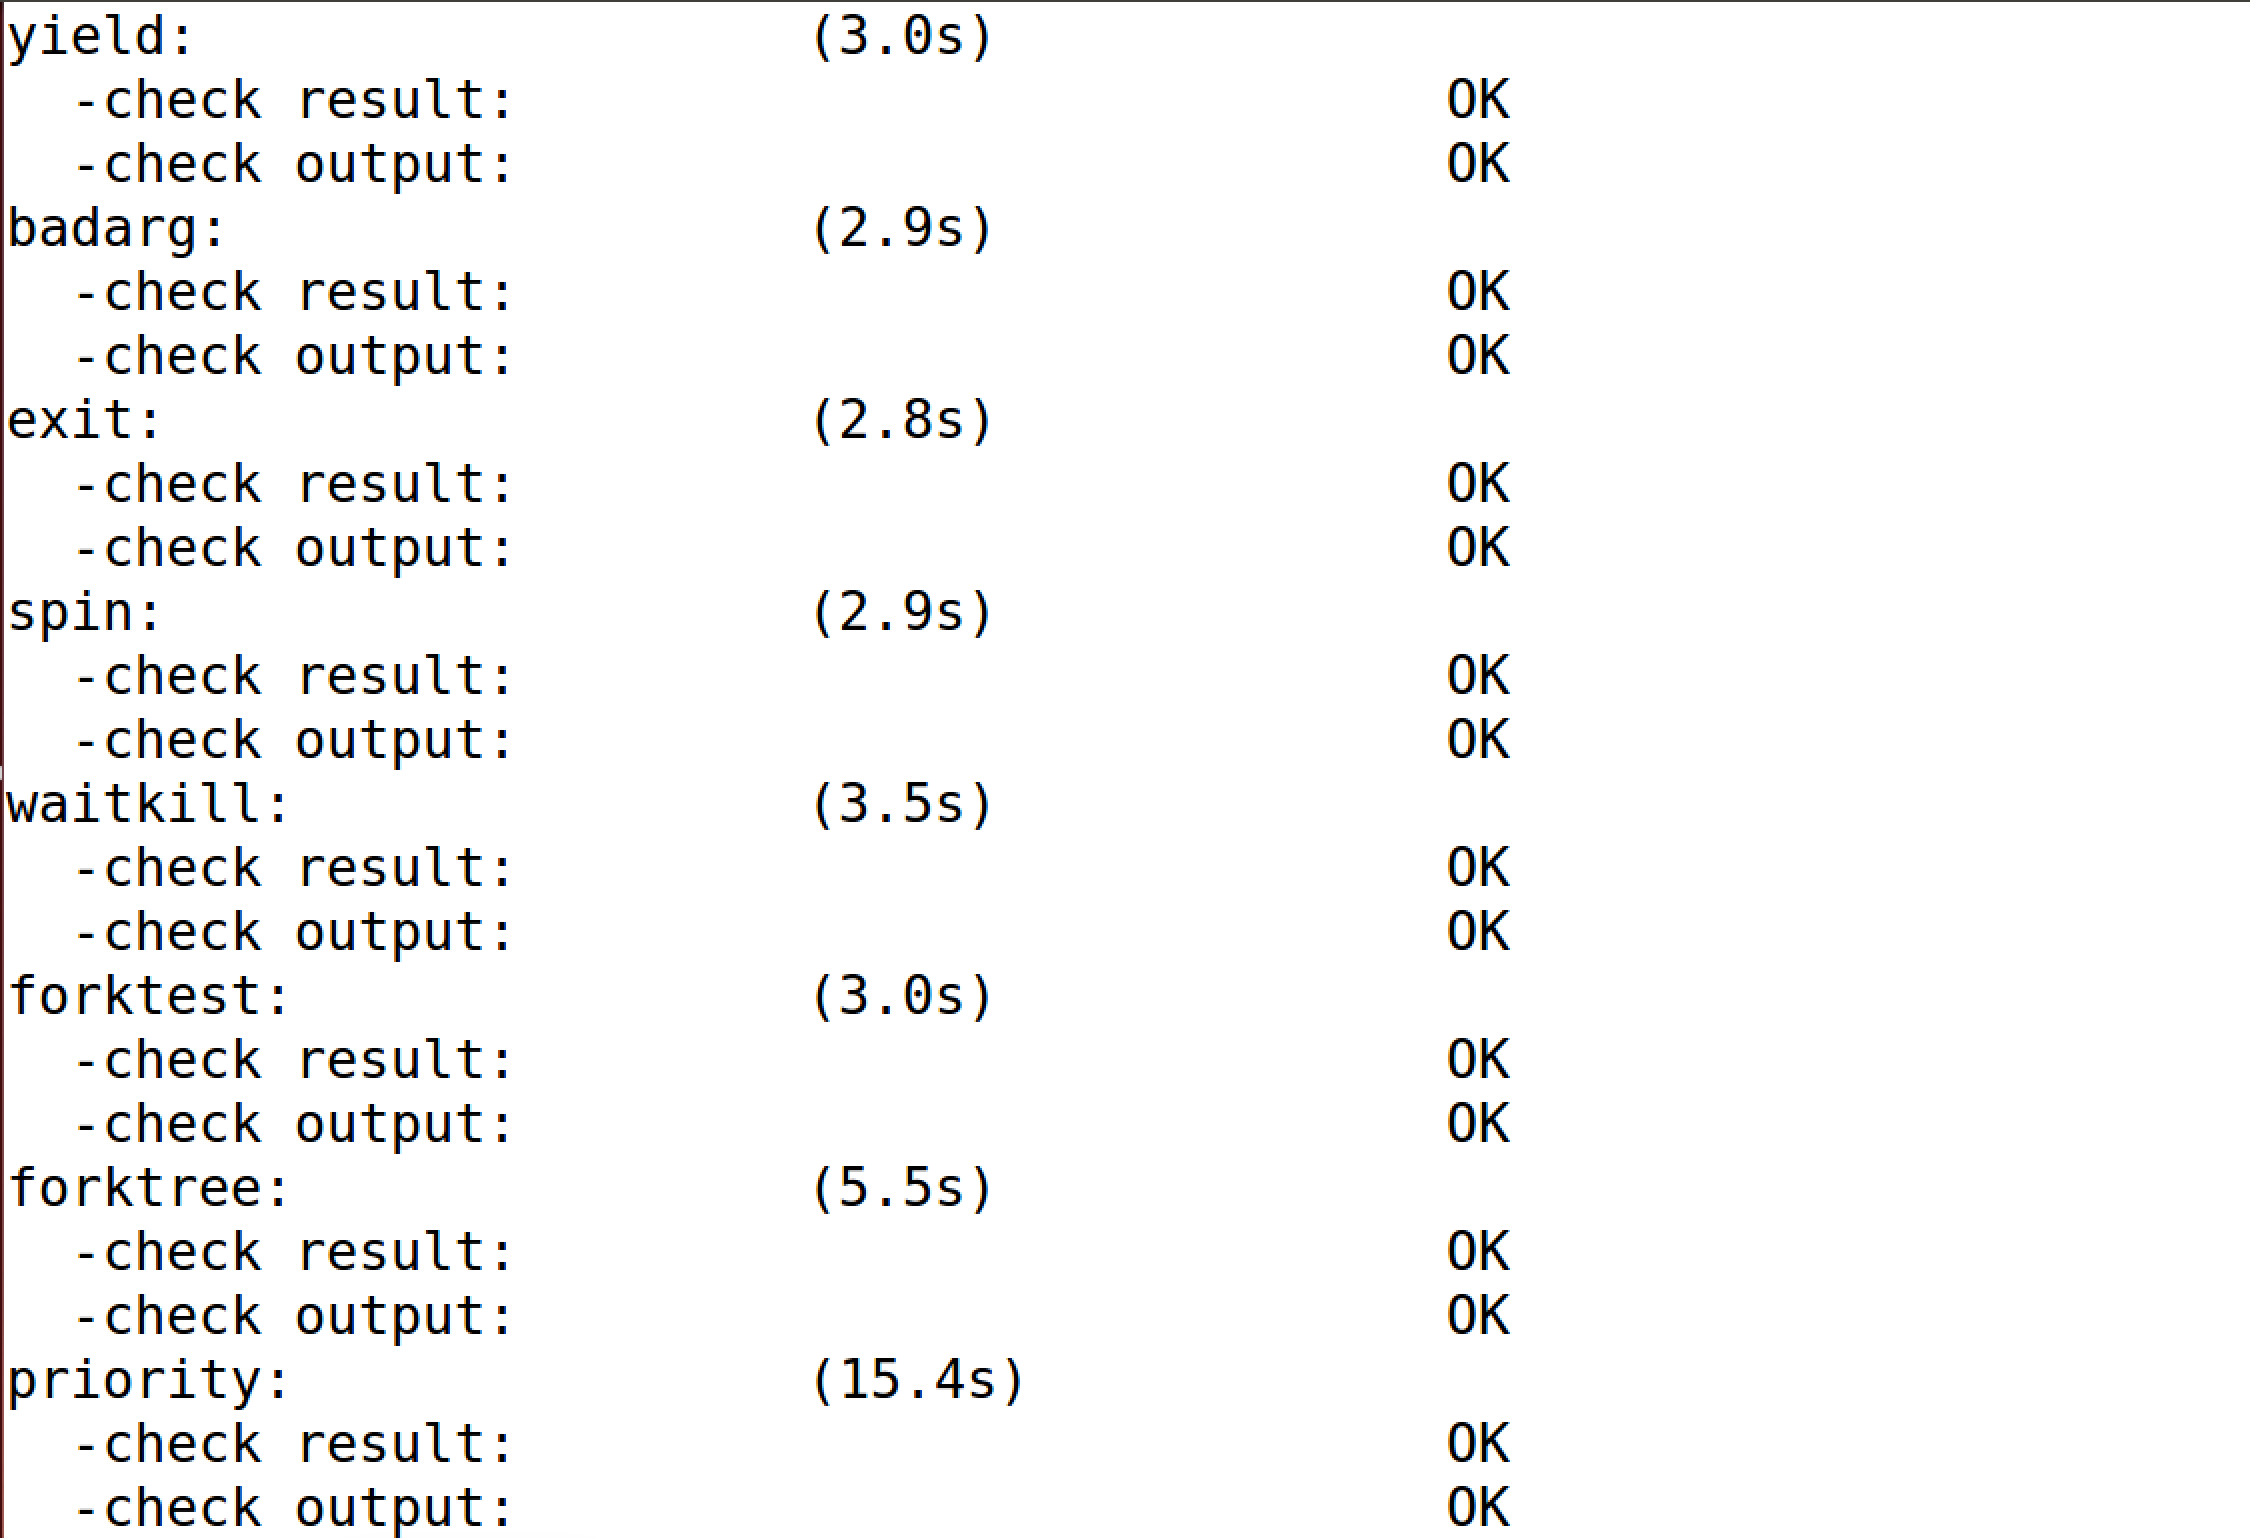 yield:                   (3.0s)
  -check result:                             OK
  -check output:                             OK
badarg:                  (2.9s)
  -check result:                             OK
  -check output:                             OK
exit:                    (2.8s)
  -check result:                             OK
  -check output:                             OK
spin:                    (2.9s)
  -check result:                             OK
  -check output:                             OK
waitkill:                (3.5s)
  -check result:                             OK
  -check output:                             OK
forktest:                (3.0s)
  -check result:                             OK
  -check output:                             OK
forktree:                (5.5s)
  -check result:                             OK
  -check output:                             OK
priority:                (15.4s)
  -check result:                             OK
  -check output:                             OK